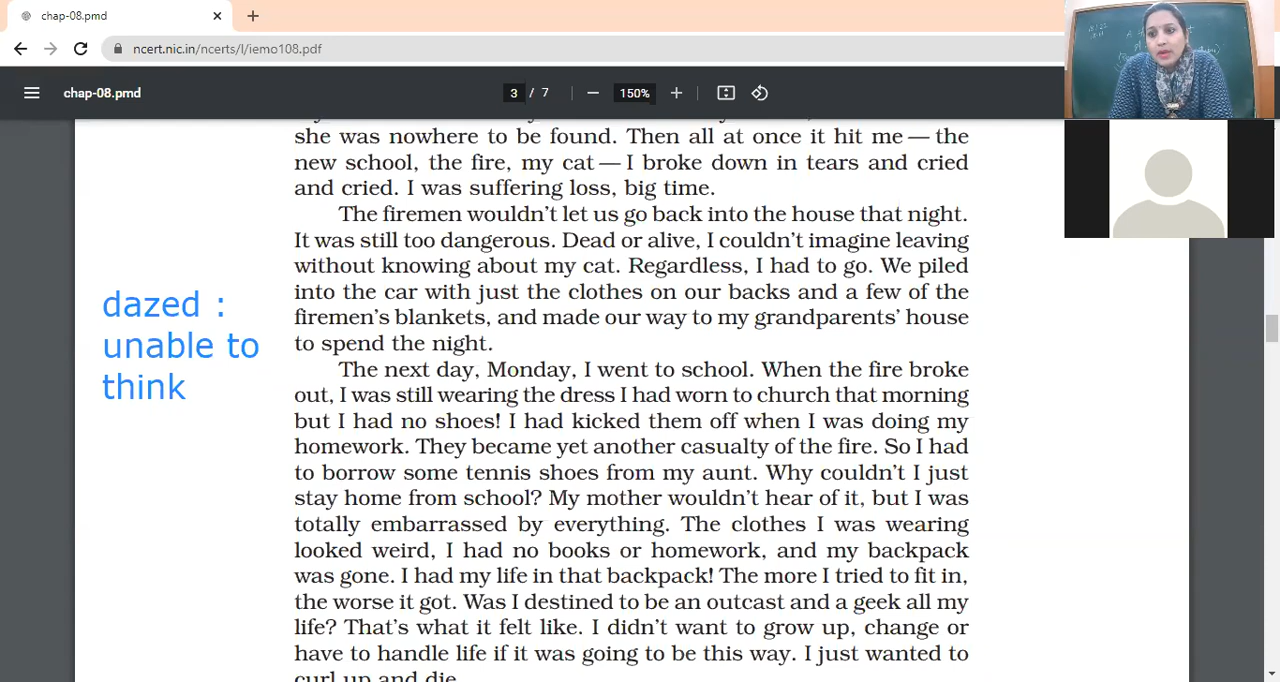 chap-08.pmd
ncert.nic.in/ncerts/l/iemo108.pdf
chap-08.pmd
3 / 7
150%
she was nowhere to be found. Then all at once it hit me — the
new school, the fire, my cat — I broke down in tears and cried
and cried. I was suffering loss, big time.
The firemen wouldn't let us go back into the house that night.
It was still too dangerous. Dead or alive, I couldn't imagine leaving
without knowing about my cat. Regardless, I had to go. We piled
into the car with just the clothes on our backs and a few of the
firemen's blankets, and made our way to my grandparents' house
to spend the night.
dazed :
unable to
think
The next day, Monday, I went to school. When the fire broke
out, I was still wearing the dress I had worn to church that morning
but I had no shoes! I had kicked them off when I was doing my
homework. They became yet another casualty of the fire. So I had
to borrow some tennis shoes from my aunt. Why couldn't I just
stay home from school? My mother wouldn't hear of it, but I was
totally embarrassed by everything. The clothes I was wearing
looked weird, I had no books or homework, and my backpack
was gone. I had my life in that backpack! The more I tried to fit in,
the worse it got. Was I destined to be an outcast and a geek all my
life? That's what it felt like. I didn't want to grow up, change or
have to handle life if it was going to be this way. I just wanted to
curl up and die.